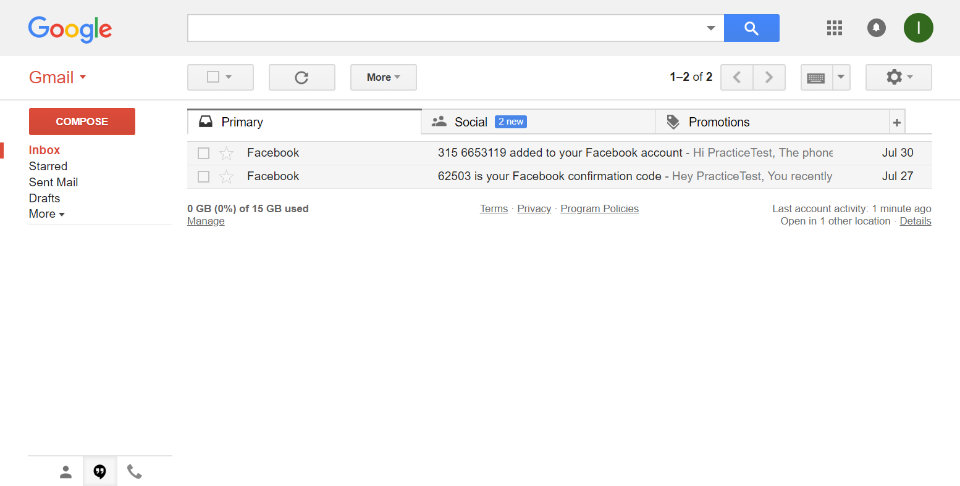 Google
I
Gmail
More
1–2 of 2
COMPOSE
Primary
Social 2 new
Promotions
+
Inbox
Starred
Sent Mail
Drafts
More
Facebook 315 6653119 added to your Facebook account - Hi PracticeTest, The phone Jul 30
Facebook 62503 is your Facebook confirmation code - Hey PracticeTest, You recently Jul 27
0 GB (0%) of 15 GB used
Manage
Terms · Privacy · Program Policies
Last account activity: 1 minute ago
Open in 1 other location · Details